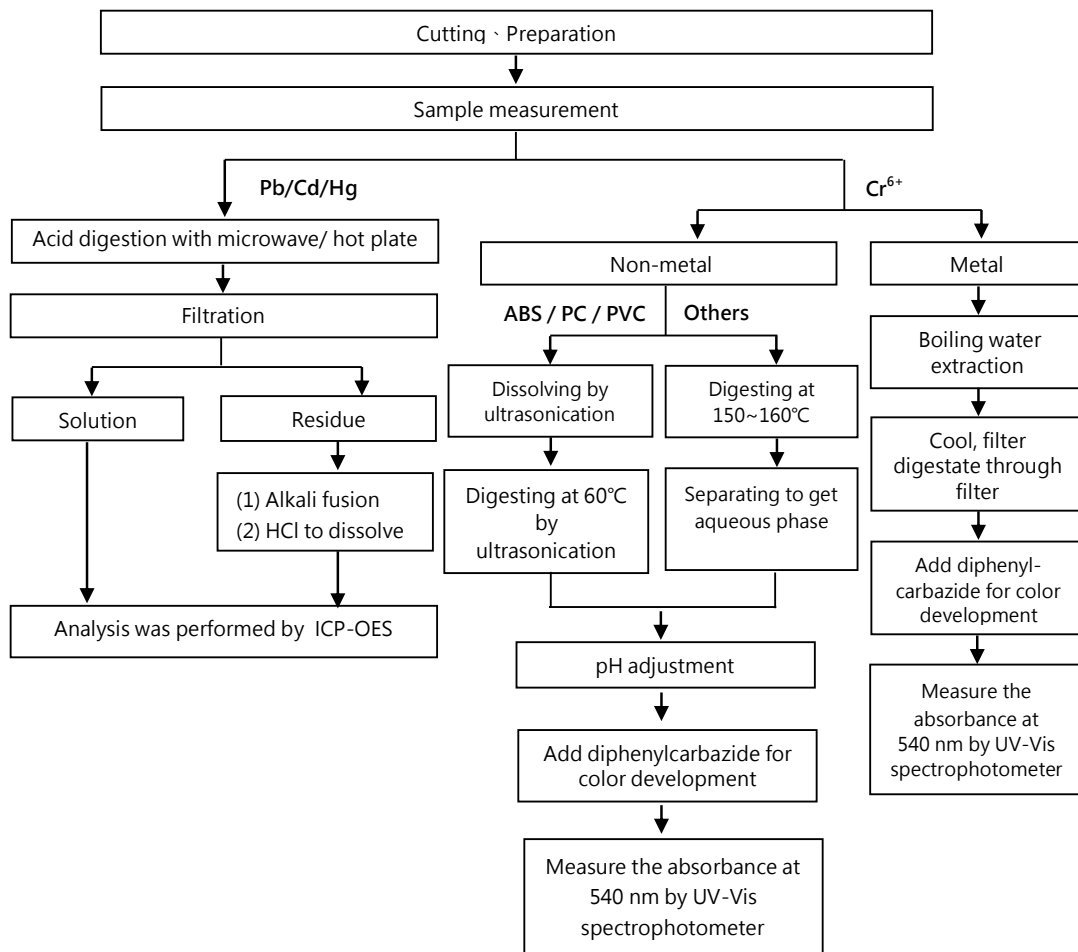 Cutting、Preparation
Sample measurement
Pb/Cd/Hg
Cr⁶⁺
Acid digestion with microwave/ hot plate
Filtration
Solution
Residue
(1) Alkali fusion
(2) HCl to dissolve
Analysis was performed by ICP-OES
Non-metal
ABS / PC / PVC
Others
Dissolving by
ultrasonication
Digesting at
150~160℃
Digesting at 60℃
by
ultrasonication
Separating to get
aqueous phase
pH adjustment
Add diphenylcarbazide for
color development
Measure the absorbance at
540 nm by UV-Vis
spectrophotometer
Metal
Boiling water
extraction
Cool, filter
digestate through
filter
Add diphenyl-
carbazide for color
development
Measure the
absorbance at
540 nm by UV-Vis
spectrophotometer